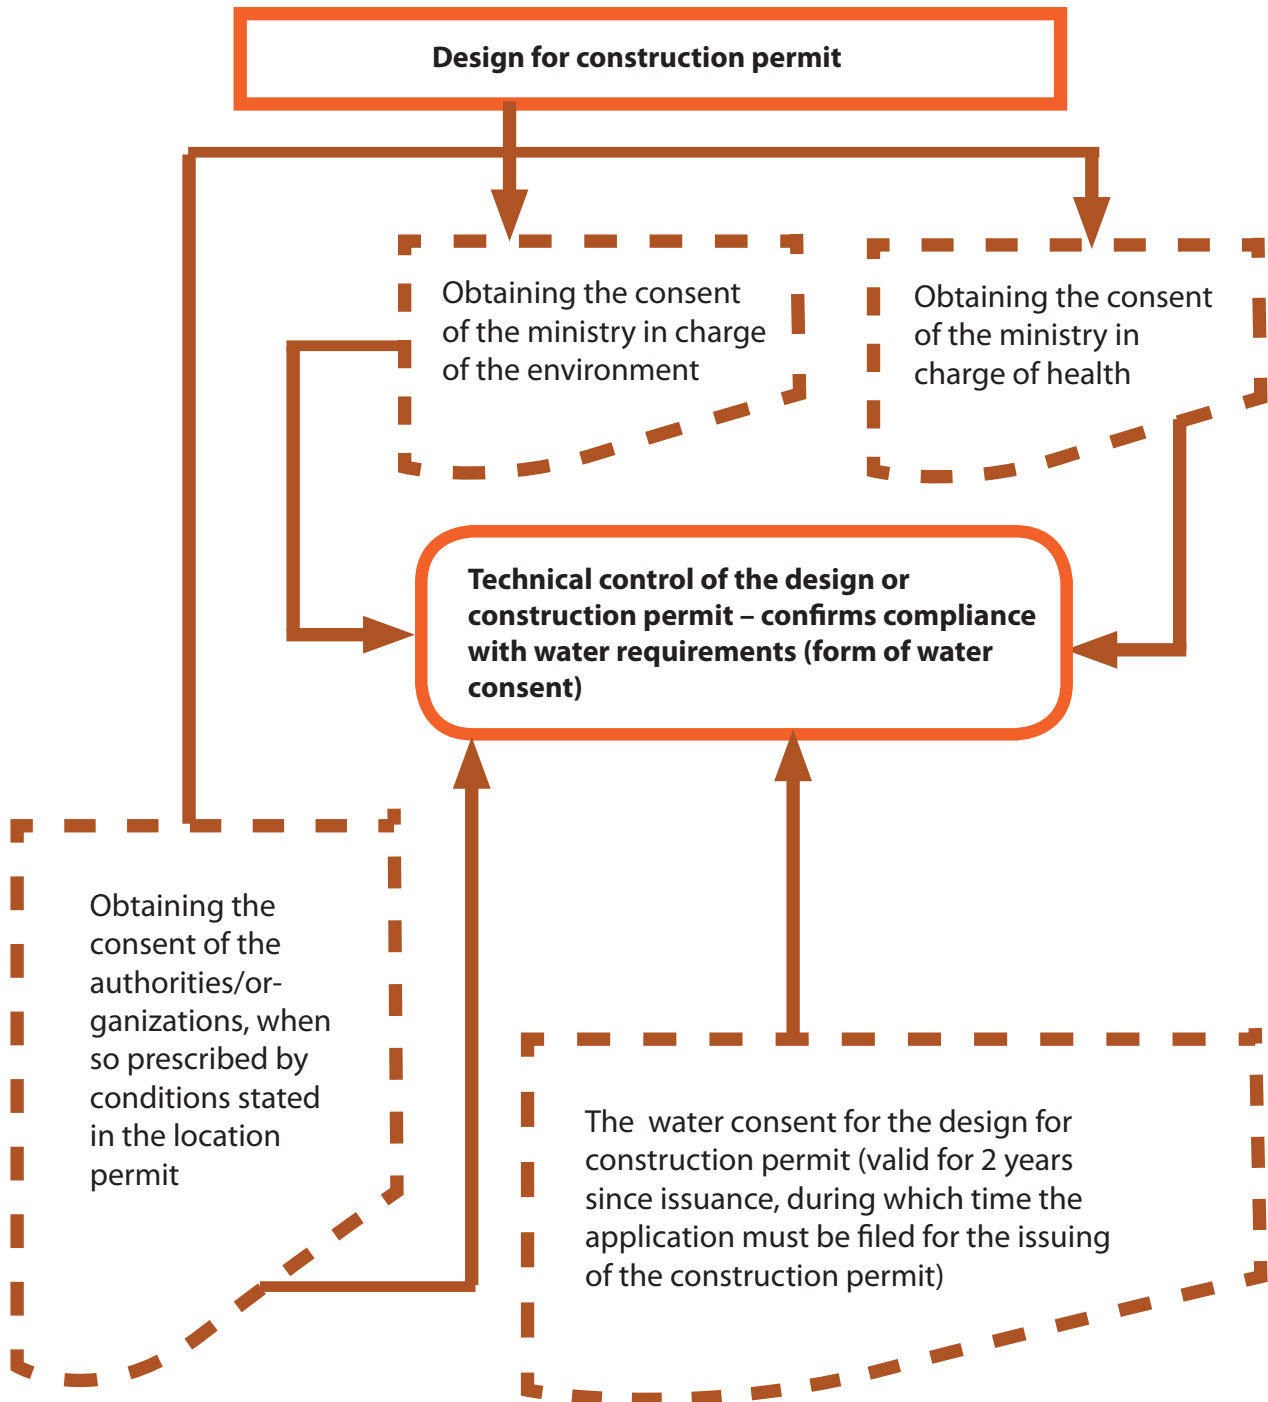 Design for construction permit
Obtaining the consent
of the ministry in charge
of the environment
Obtaining the consent
of the ministry in
charge of health
Technical control of the design or
construction permit – confirms compliance
with water requirements (form of water
consent)
Obtaining the
consent of the
authorities/or-
ganizations, when
so prescribed by
conditions stated
in the location
permit
The water consent for the design for
construction permit (valid for 2 years
since issuance, during which time the
application must be filed for the issuing
of the construction permit)